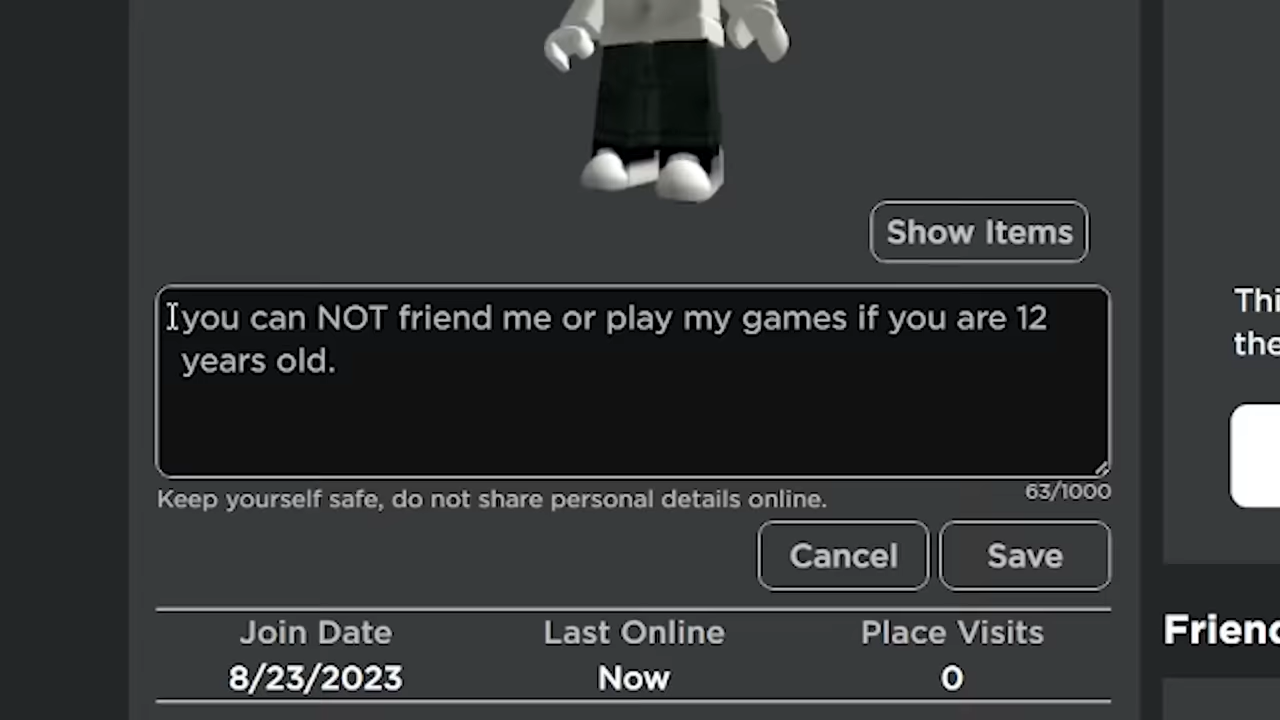 Show Items
you can NOT friend me or play my games if you are 12
years old.
63/1000
Keep yourself safe, do not share personal details online.
Cancel
Save
Join Date
Last Online
Place Visits
8/23/2023
Now
0